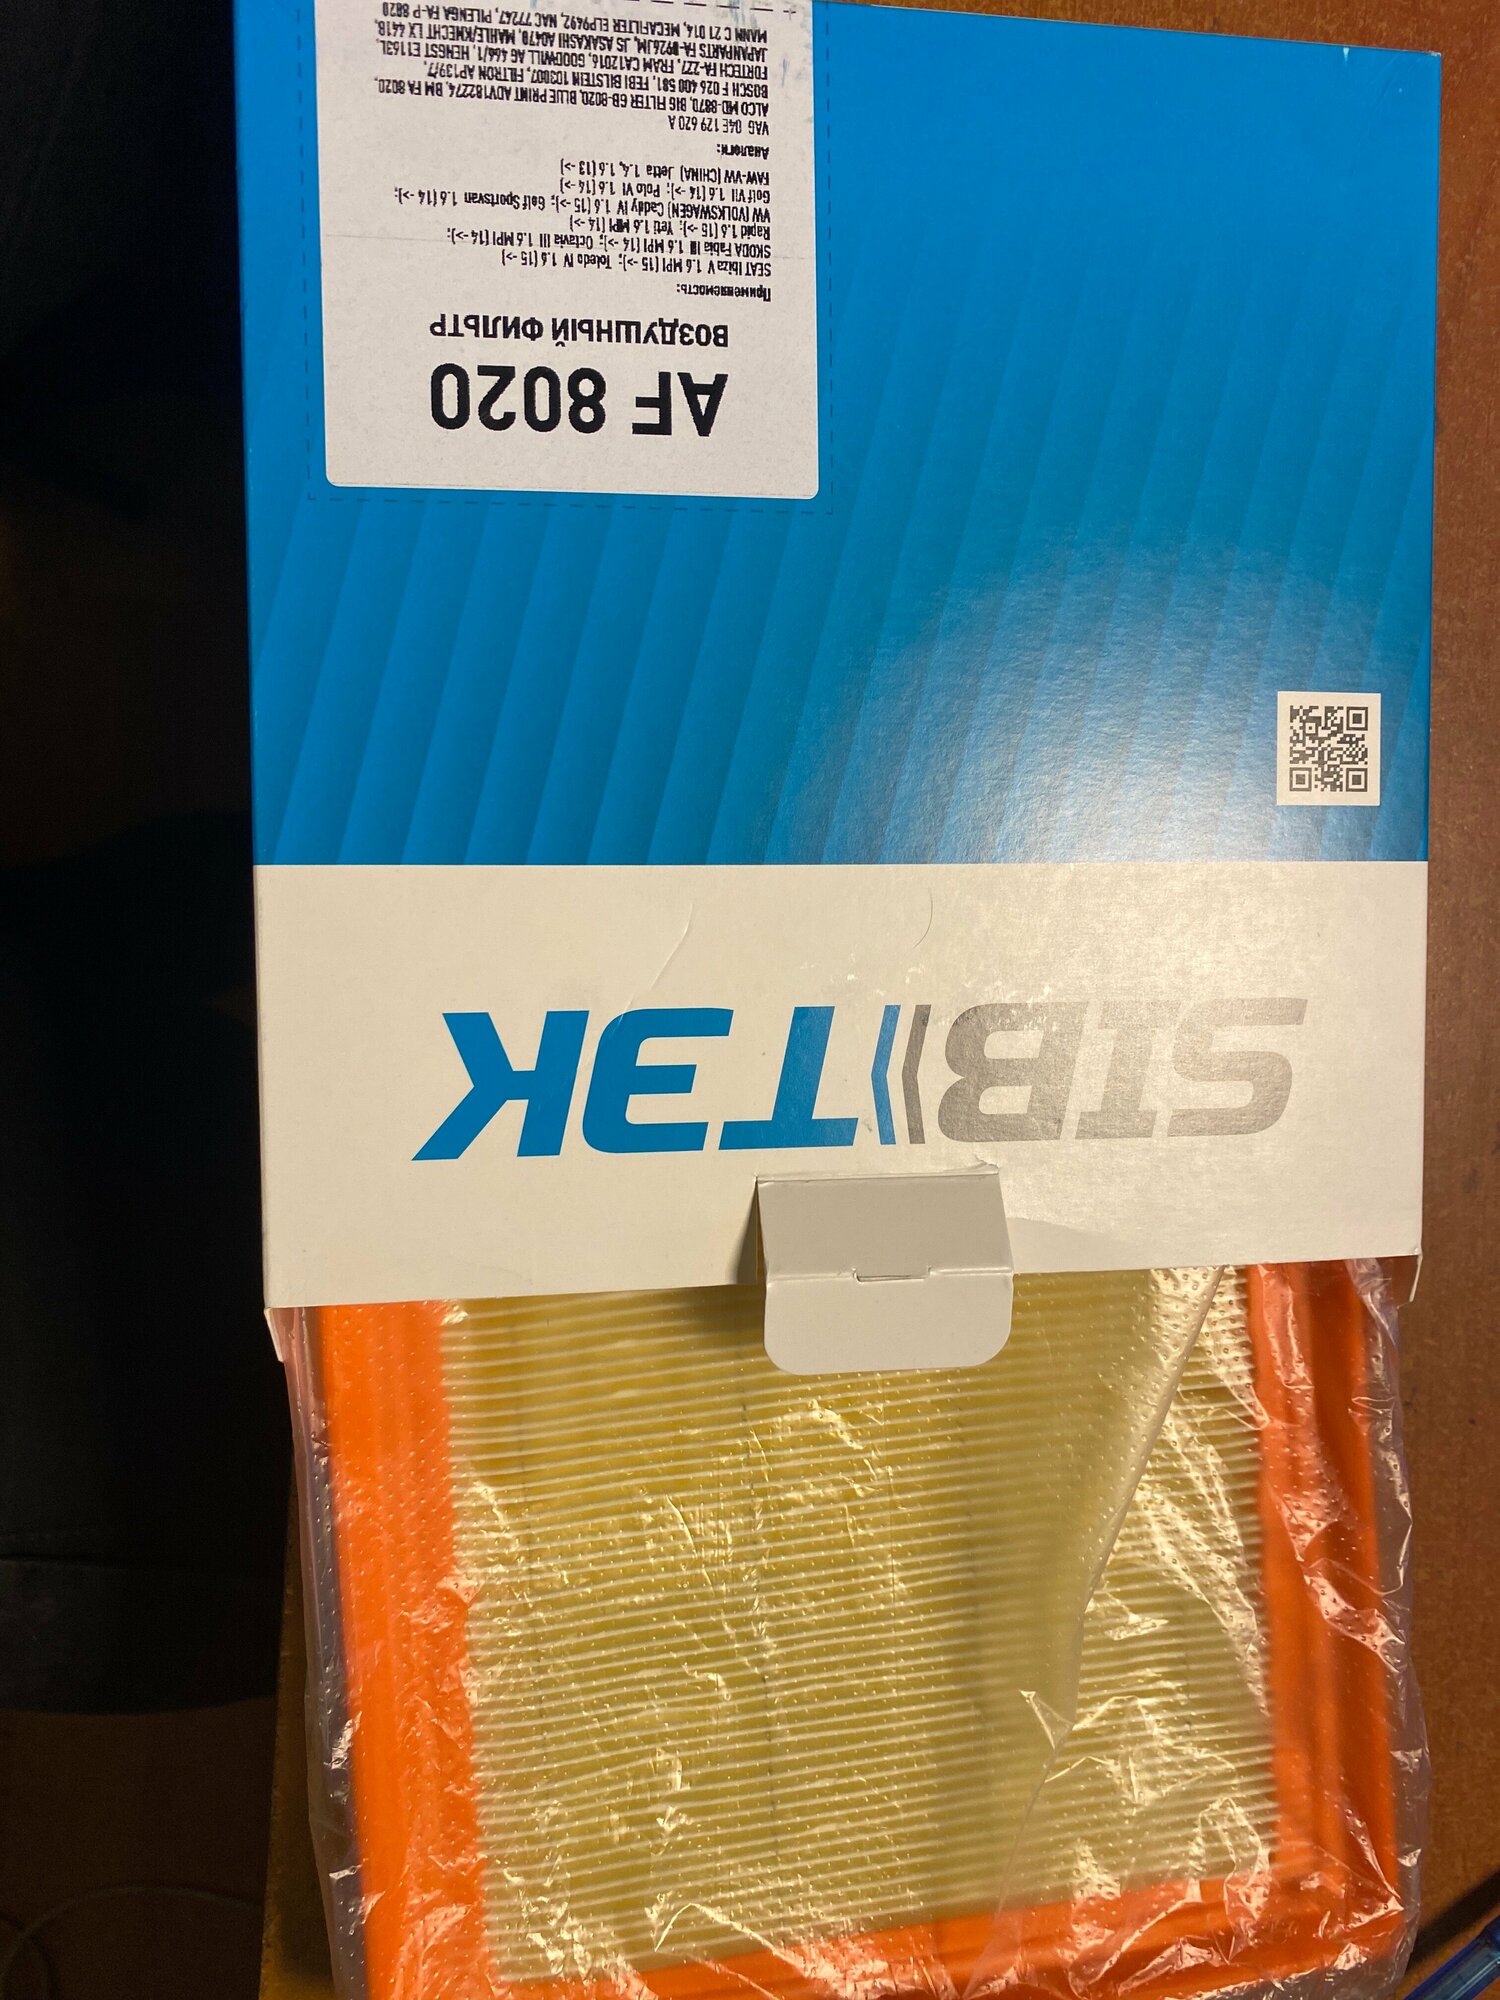 SIB ТЭК
AF 8020
ВОЗДУШНЫЙ ФИЛЬТР
Применяемость:
SEAT Ibiza V 1.6 MPI (15 ->); Toledo IV 1.6 (15 ->)
SKODA Fabia III 1.6 MPI (14 ->); Octavia III 1.6 MPI (14 ->);
Rapid 1.6 (15 ->); Yeti 1.6 MPI (14 ->)
VW (VOLKSWAGEN) Caddy IV 1.6 (15 ->); Golf Sportsvan 1.6 (14 ->);
Golf VII 1.6 (14 ->); Polo VI 1.6 (14 ->)
FAW-VW (CHINA) Jetta 1.4, 1.6 (13 ->)
Аналоги:
VAG 04E 129 620 A
ALCO MD-8870, BIG FILTER GB-8020, BLUE PRINT ADV182274, BM FA 8020,
BOSCH F 026 400 581, FEBI BILSTEIN 103007, FILTRON AP139/7,
FORTECH FA-227, FRAM CA12016, GOODWILL AG 466/1, HENGST E1163L
JAPANPARTS FA-0926JM, JS ASAKASHI A0470, MAHLE/KNECHT LX 4418,
MANN C 21 014, MECAFILTER ELP9492, NAC 77247, PILENGA FA-P 8820